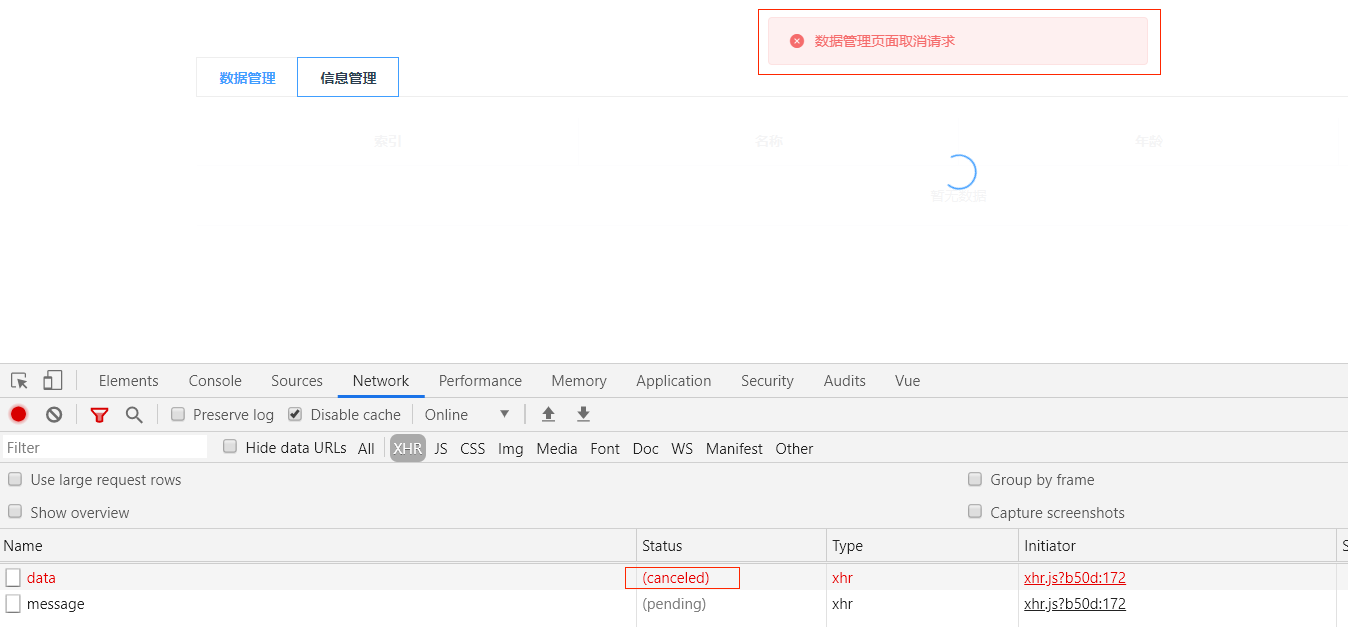 数据管理页面取消请求
数据管理 信息管理
索引 名称 年龄
暂无数据
Elements Console Sources Network Performance Memory Application Security Audits Vue
Preserve log Disable cache Online
Filter Hide data URLs All XHR JS CSS Img Media Font Doc WS Manifest Other
Use large request rows Group by frame
Show overview Capture screenshots
Name Status Type Initiator S
data (canceled) xhr xhr.js?b50d:172
message (pending) xhr xhr.js?b50d:172